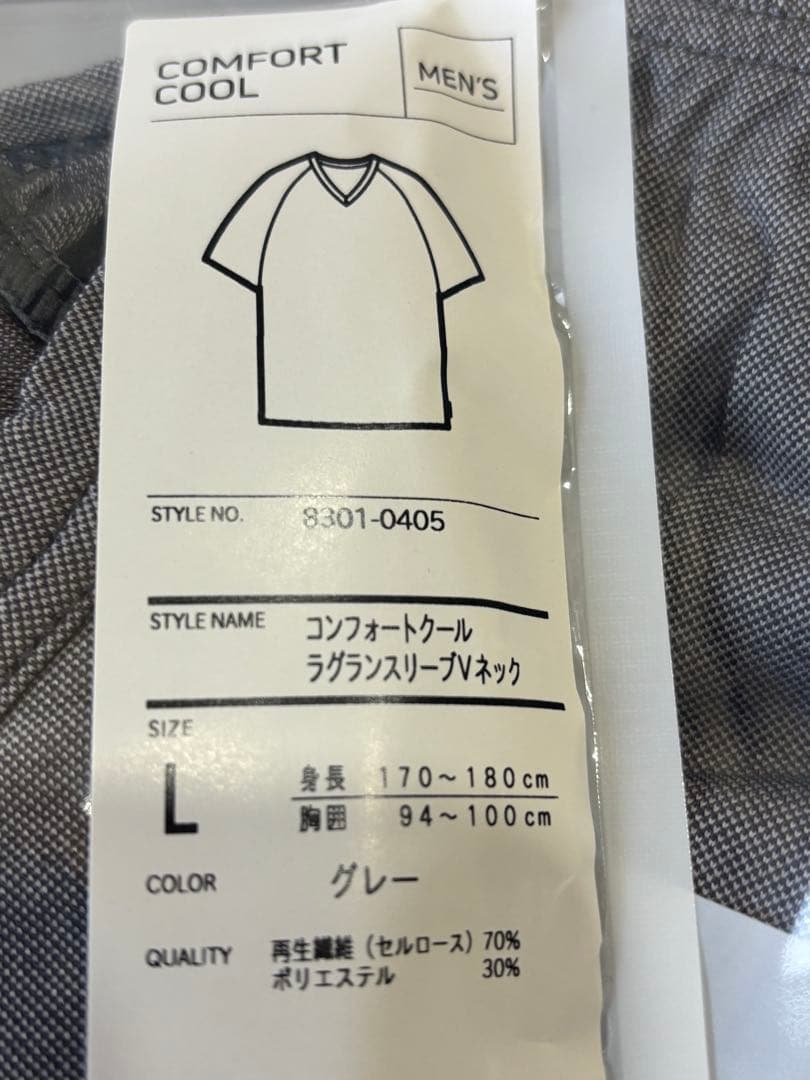 COMFORT
COOL
MEN'S
STYLE NO. 8301-0405
STYLE NAME コンフォートクール
ラグランスリーブVネック
SIZE
L 身長 170〜180cm
胸囲 94〜100cm
COLOR グレー
QUALITY 再生繊維(セルロース) 70%
ポリエステル 30%